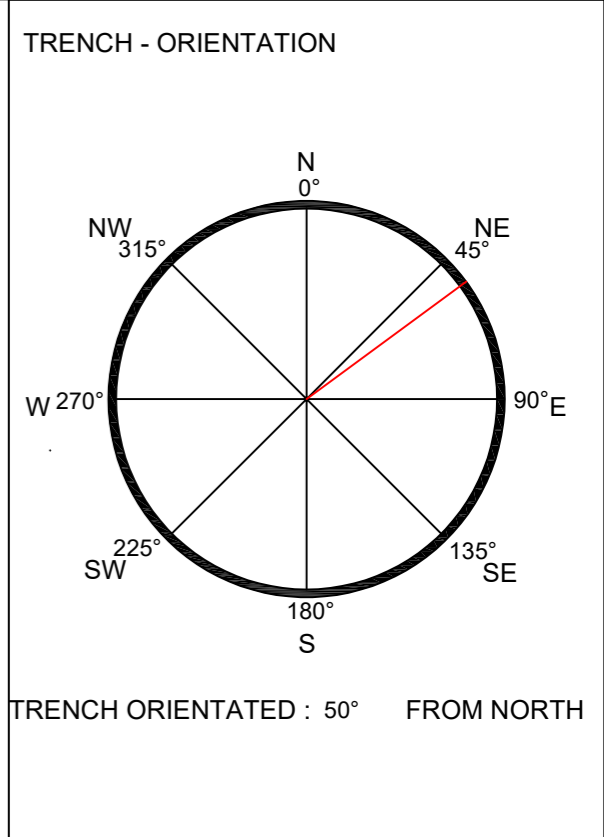 TRENCH - ORIENTATION
N
0°
NW
315°
NE
45°
W 270°
90° E
225°
SW
135°
SE
180°
S
TRENCH ORIENTATED : 50° FROM NORTH